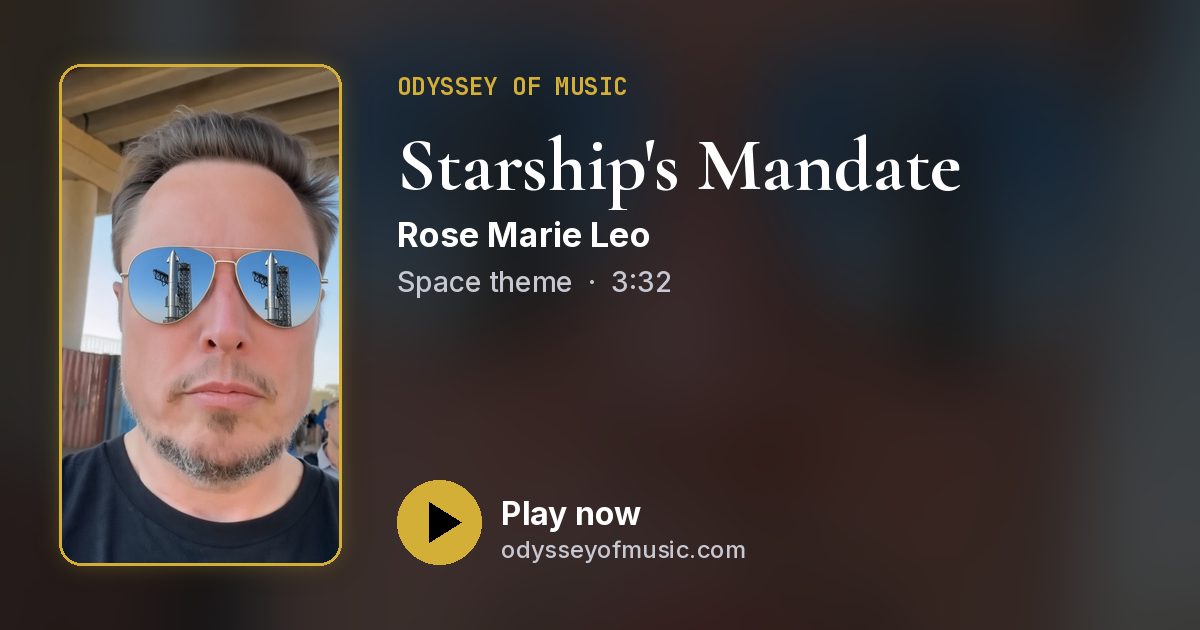 ODYSSEY OF MUSIC
Starship's Mandate
Rose Marie Leo
Space theme · 3:32
Play now
odysseyofmusic.com